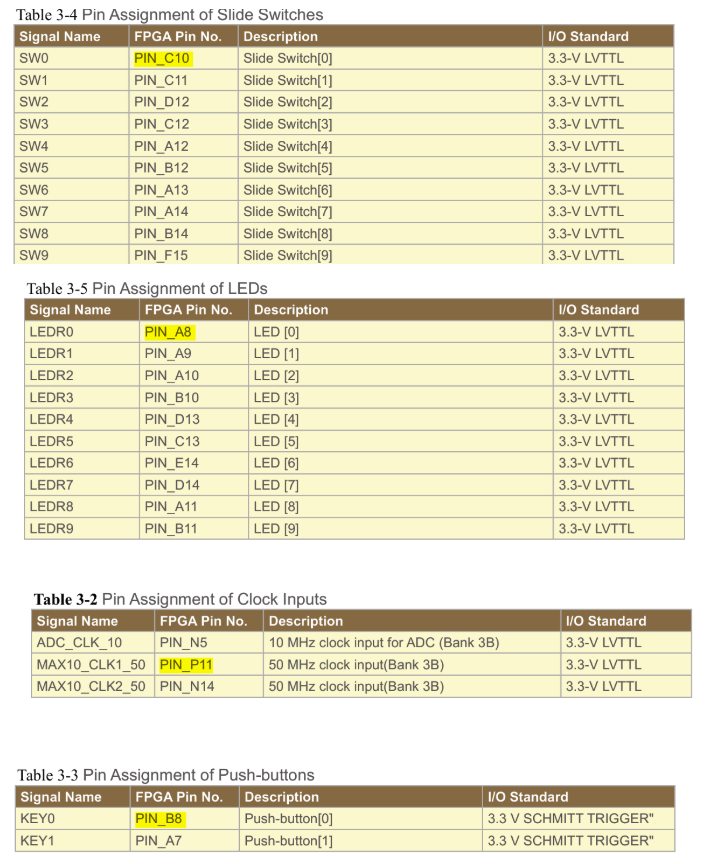 Table 3-4 Pin Assignment of Slide Switches
Signal Name FPGA Pin No. Description I/O Standard
SW0 PIN_C10 Slide Switch[0] 3.3-V LVTTL
SW1 PIN_C11 Slide Switch[1] 3.3-V LVTTL
SW2 PIN_D12 Slide Switch[2] 3.3-V LVTTL
SW3 PIN_C12 Slide Switch[3] 3.3-V LVTTL
SW4 PIN_A12 Slide Switch[4] 3.3-V LVTTL
SW5 PIN_B12 Slide Switch[5] 3.3-V LVTTL
SW6 PIN_A13 Slide Switch[6] 3.3-V LVTTL
SW7 PIN_A14 Slide Switch[7] 3.3-V LVTTL
SW8 PIN_B14 Slide Switch[8] 3.3-V LVTTL
SW9 PIN_F15 Slide Switch[9] 3.3-V LVTTL
Table 3-5 Pin Assignment of LEDs
Signal Name FPGA Pin No. Description I/O Standard
LEDR0 PIN_A8 LED [0] 3.3-V LVTTL
LEDR1 PIN_A9 LED [1] 3.3-V LVTTL
LEDR2 PIN_A10 LED [2] 3.3-V LVTTL
LEDR3 PIN_B10 LED [3] 3.3-V LVTTL
LEDR4 PIN_D13 LED [4] 3.3-V LVTTL
LEDR5 PIN_C13 LED [5] 3.3-V LVTTL
LEDR6 PIN_E14 LED [6] 3.3-V LVTTL
LEDR7 PIN_D14 LED [7] 3.3-V LVTTL
LEDR8 PIN_A11 LED [8] 3.3-V LVTTL
LEDR9 PIN_B11 LED [9] 3.3-V LVTTL
Table 3-2 Pin Assignment of Clock Inputs
Signal Name FPGA Pin No. Description I/O Standard
ADC_CLK_10 PIN_N5 10 MHz clock input for ADC (Bank 3B) 3.3-V LVTTL
MAX10_CLK1_50 PIN_P11 50 MHz clock input(Bank 3B) 3.3-V LVTTL
MAX10_CLK2_50 PIN_N14 50 MHz clock input(Bank 3B) 3.3-V LVTTL
Table 3-3 Pin Assignment of Push-buttons
Signal Name FPGA Pin No. Description I/O Standard
KEY0 PIN_B8 Push-button[0] 3.3 V SCHMITT TRIGGER"
KEY1 PIN_A7 Push-button[1] 3.3 V SCHMITT TRIGGER"